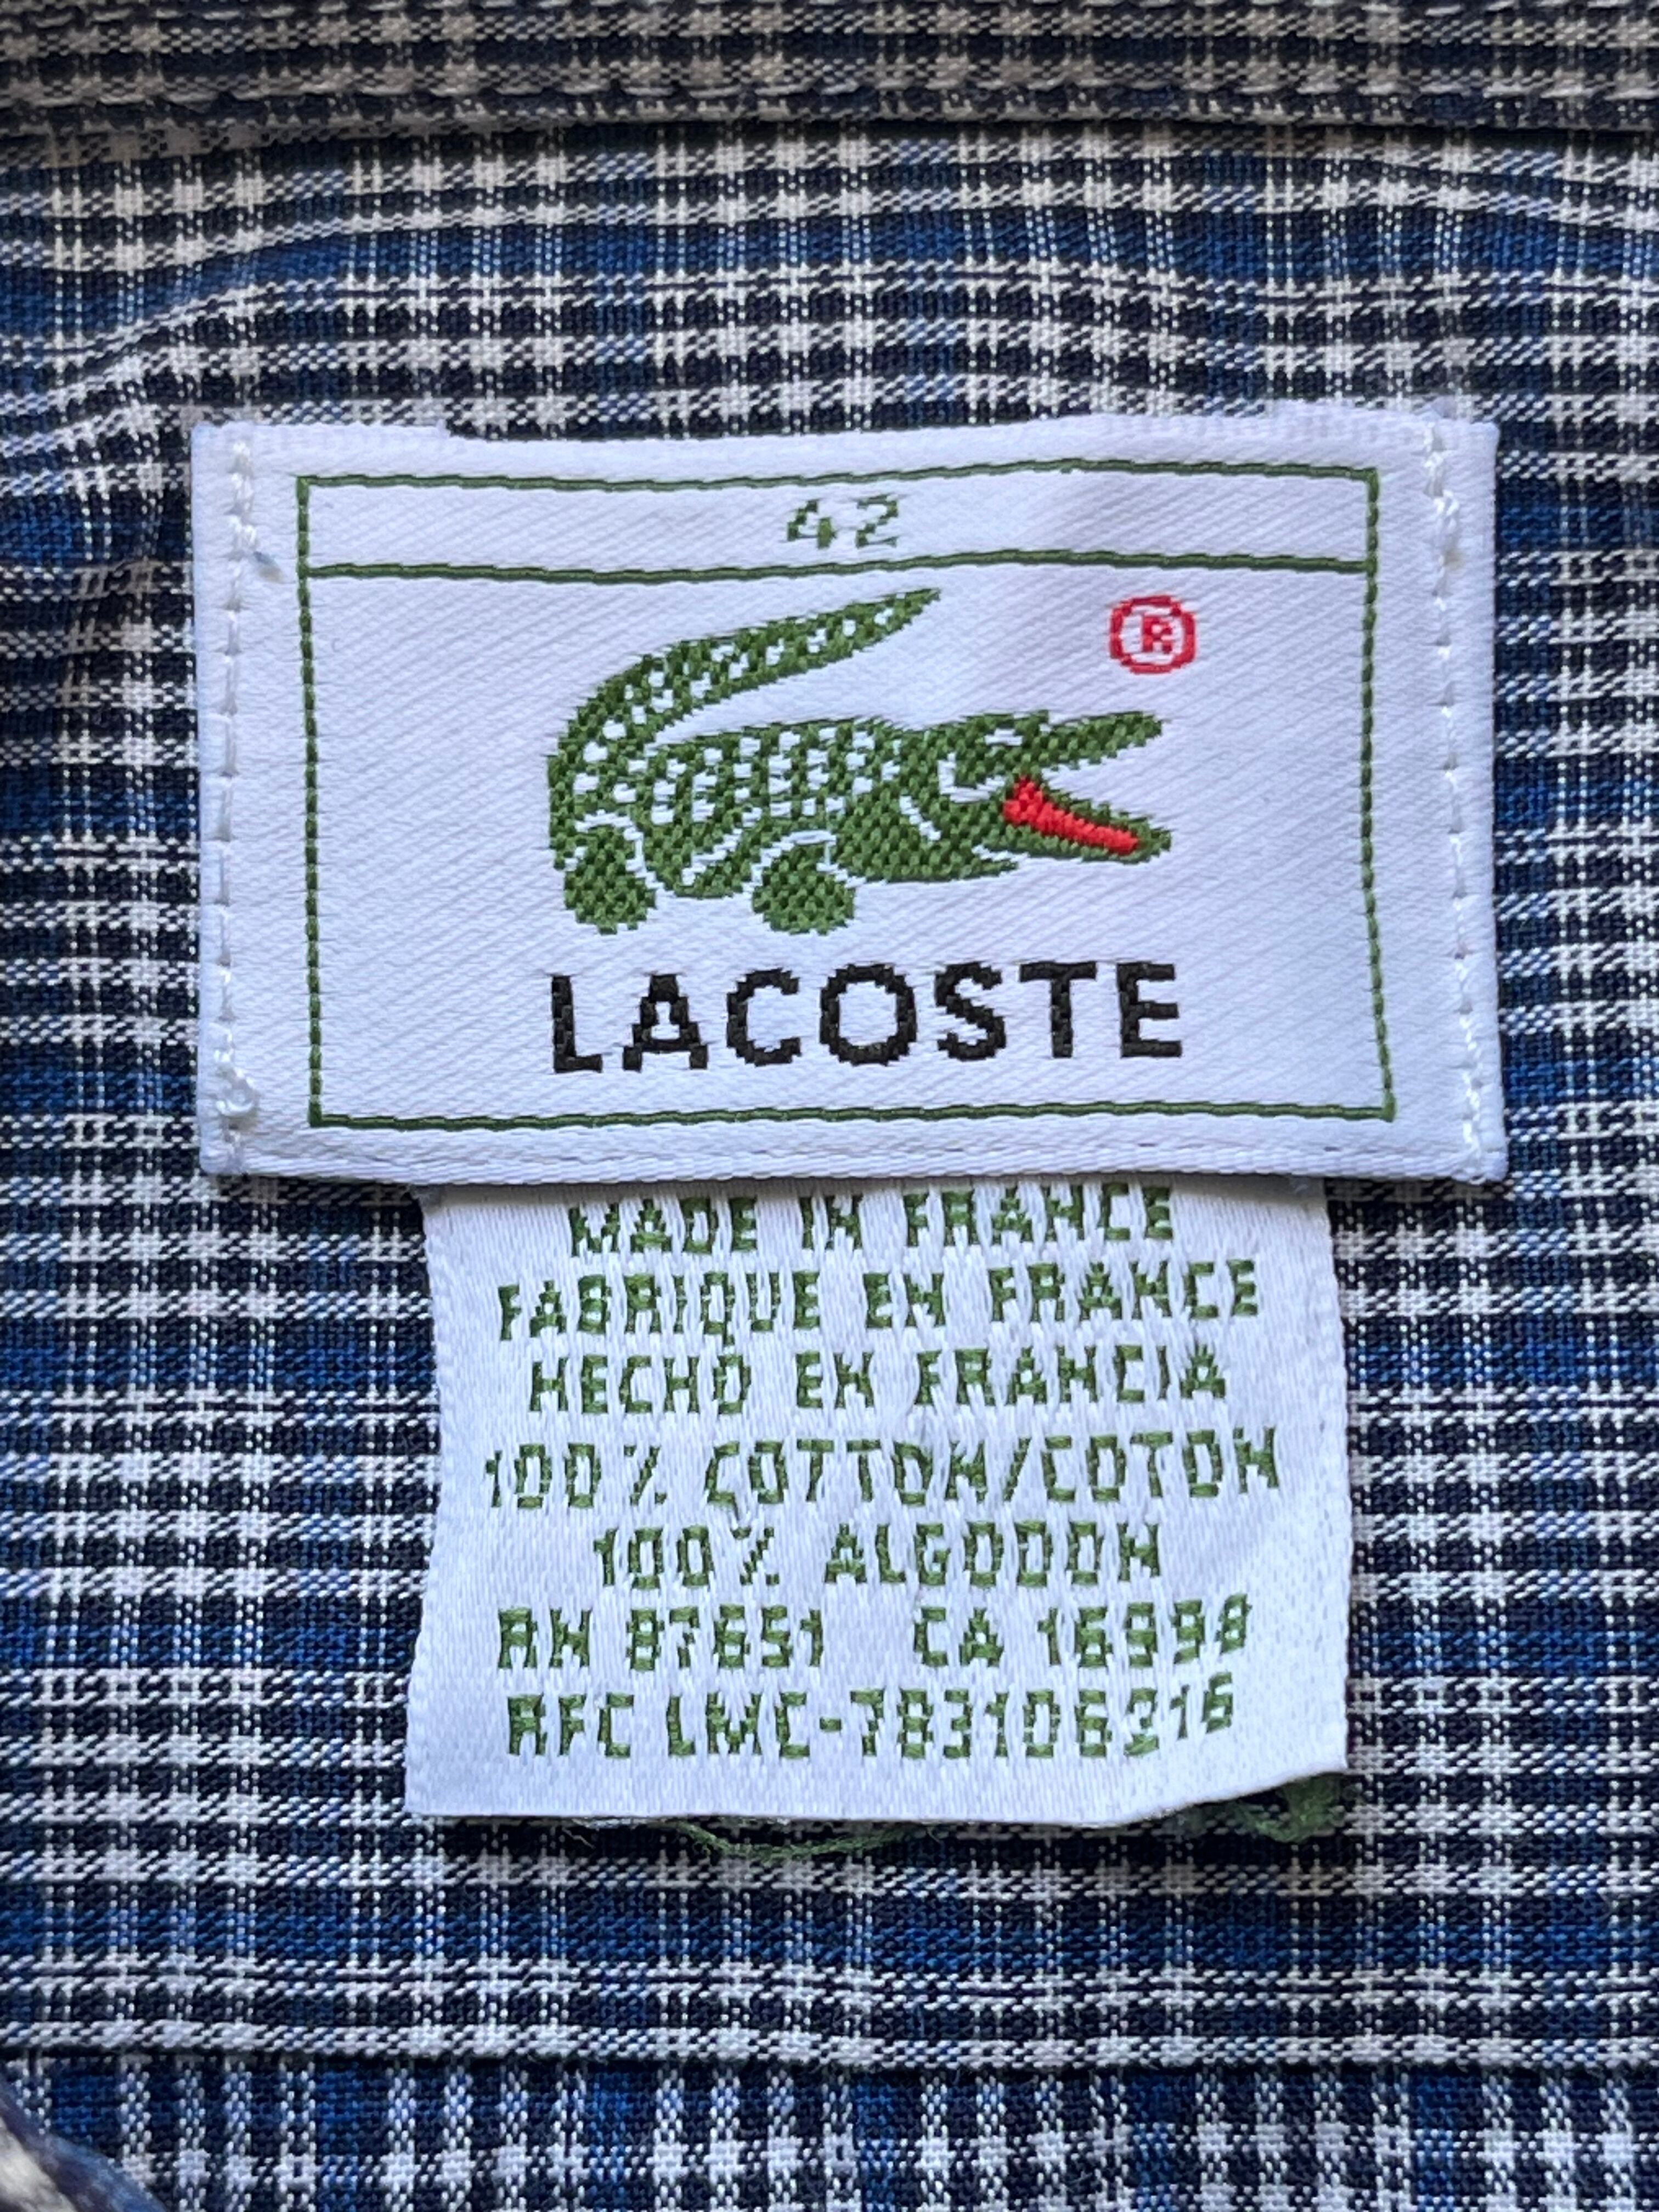 42
®
LACOSTE
MADE IN FRANCE
FABRIQUE EN FRANCE
HECHO EN FRANCIA
100% COTTON/COTON
100% ALGODON
RN 87651 CA 16998
RFC LMC-783106216